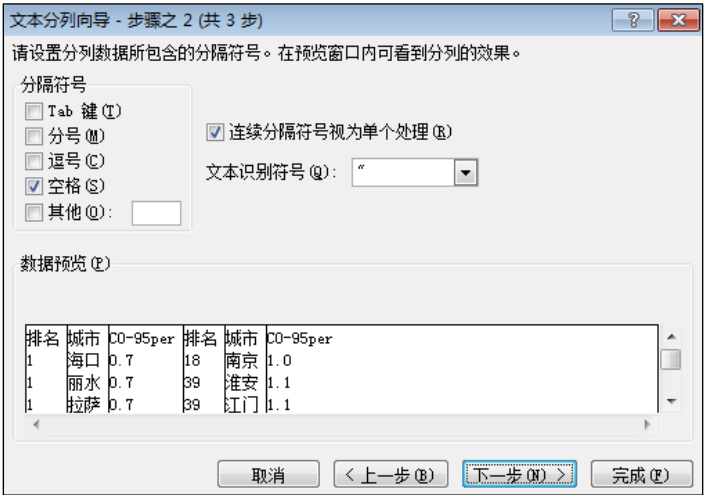 文本分列向导 - 步骤之 2 (共 3 步)
请设置分列数据所包含的分隔符号。在预览窗口内可看到分列的效果。
分隔符号
Tab 键(T)
分号(M)
逗号(C)
空格(S)
其他(O):
连续分隔符号视为单个处理(R)
文本识别符号(Q): "
数据预览(P)
排名 城市 CO-95per 排名 城市 CO-95per
1 海口 0.7 18 南京 1.0
1 丽水 0.7 39 淮安 1.1
1 拉萨 0.7 39 江门 1.1
取消 < 上一步(B) 下一步(N) > 完成(F)